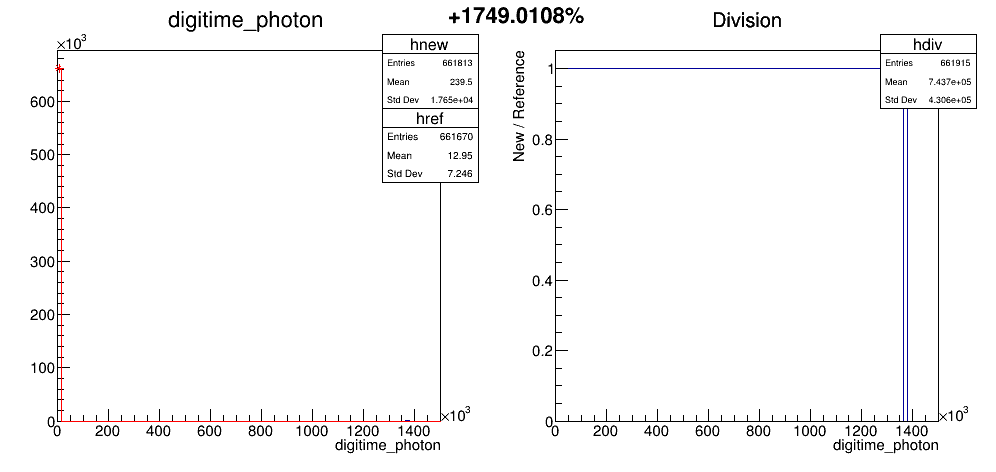 +1749.0108%
digitime_photon
×10³
hnew
Entries 661813
Mean 239.5
Std Dev 1.765e+04
href
Entries 661670
Mean 12.95
Std Dev 7.246
600
500
400
300
200
100
0
0 200 400 600 800 1000 1200 1400 ×10³
digitime_photon
Division
hdiv
Entries 661915
Mean 7.437e+05
Std Dev 4.306e+05
New / Reference
1
0.8
0.6
0.4
0.2
0
0 200 400 600 800 1000 1200 1400 ×10³
digitime_photon